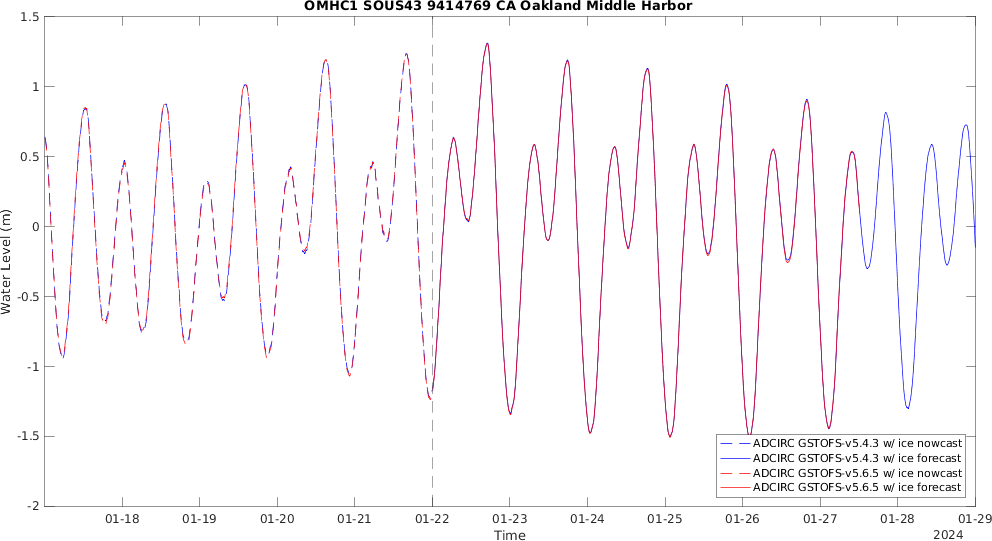 OMHC1 SOUS43 9414769 CA Oakland Middle Harbor
1.5
1
0.5
0
-0.5
-1
-1.5
-2
Water Level (m)
ADCIRC GSTOFS-v5.4.3 w/ ice nowcast
ADCIRC GSTOFS-v5.4.3 w/ ice forecast
ADCIRC GSTOFS-v5.6.5 w/ ice nowcast
ADCIRC GSTOFS-v5.6.5 w/ ice forecast
01-18 01-19 01-20 01-21 01-22 01-23 01-24 01-25 01-26 01-27 01-28 01-29
Time
2024